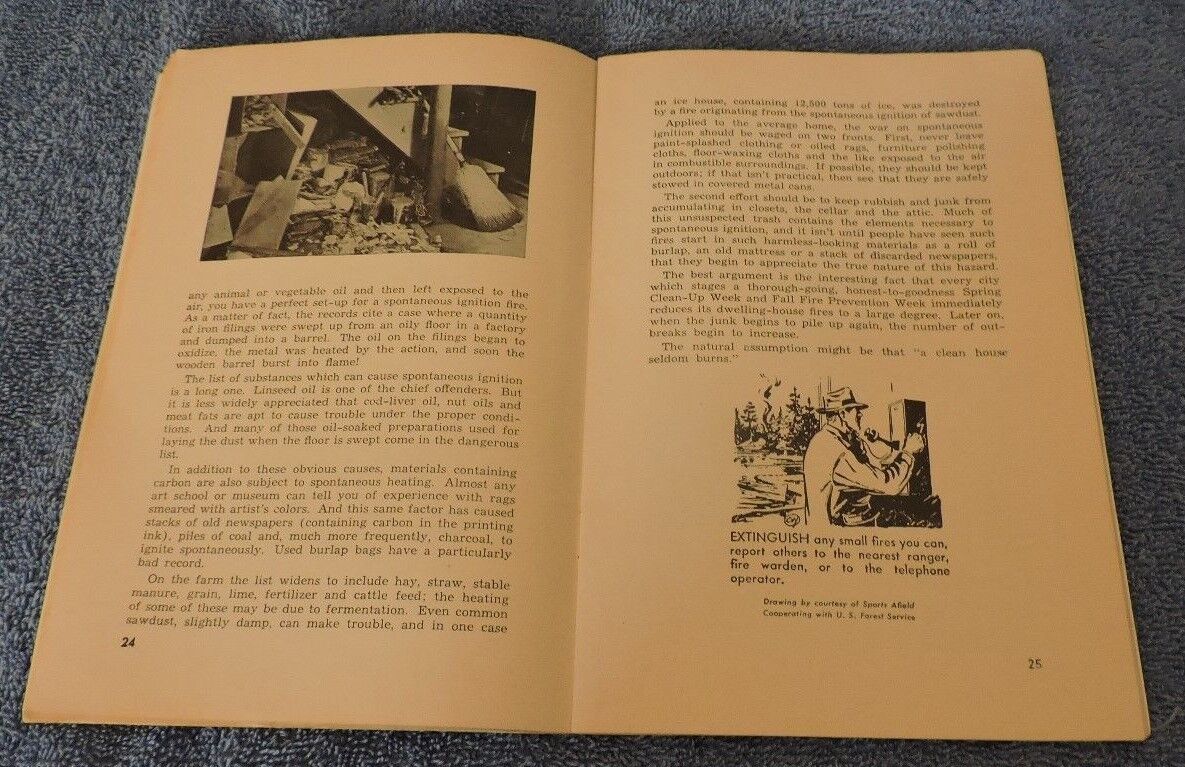 any animal or vegetable oil and then left exposed to the
air, you have a perfect set-up for a spontaneous ignition fire.
As a matter of fact, the records cite a case where a quantity
of iron filings were swept up from an oily floor in a factory
and dumped into a barrel. The oil on the filings began to
oxidize, the metal was heated by the action, and soon the
wooden barrel burst into flame!
The list of substances which can cause spontaneous ignition
is a long one. Linseed oil is one of the chief offenders. But
it is less widely appreciated that cod-liver oil, nut oils and
meat fats are apt to cause trouble under the proper condi-
tions. And many of those oil-soaked preparations used for
laying the dust when the floor is swept come in the dangerous
list.
In addition to these obvious causes, materials containing
carbon are also subject to spontaneous heating. Almost any
art school or museum can tell you of experience with rags
smeared with artist's colors. And this same factor has caused
stacks of old newspapers (containing carbon in the printing
ink), piles of coal and, much more frequently, charcoal, to
ignite spontaneously. Used burlap bags have a particularly
bad record.
On the farm the list widens to include hay, straw, stable
manure, grain, lime, fertilizer and cattle feed; the heating
of some of these may be due to fermentation. Even common
sawdust, slightly damp, can make trouble, and in one case
24
an ice house, containing 12,500 tons of ice, was destroyed
by a fire originating from the spontaneous ignition of sawdust.
Applied to the average home, the war on spontaneous
ignition should be waged on two fronts. First, never leave
paint-splashed clothing or oiled rags, furniture polishing
cloths, floor-waxing cloths and the like exposed to the air
in combustible surroundings. If possible, they should be kept
outdoors; if that isn't practical, then see that they are safely
stowed in covered metal cans.
The second effort should be to keep rubbish and junk from
accumulating in closets, the cellar and the attic. Much of
this unsuspected trash contains the elements necessary to
spontaneous ignition, and it isn't until people have seen such
fires start in such harmless-looking materials as a roll of
burlap, an old mattress or a stack of discarded newspapers,
that they begin to appreciate the true nature of this hazard.
The best argument is the interesting fact that every city
which stages a thorough-going, honest-to-goodness Spring
Clean-Up Week and Fall Fire Prevention Week immediately
reduces its dwelling-house fires to a large degree. Later on,
when the junk begins to pile up again, the number of out-
breaks begin to increase.
The natural assumption might be that "a clean house
seldom burns."
EXTINGUISH any small fires you can,
report others to the nearest ranger,
fire warden, or to the telephone
operator.
Drawing by courtesy of Sports Afield
Cooperating with U. S. Forest Service
25